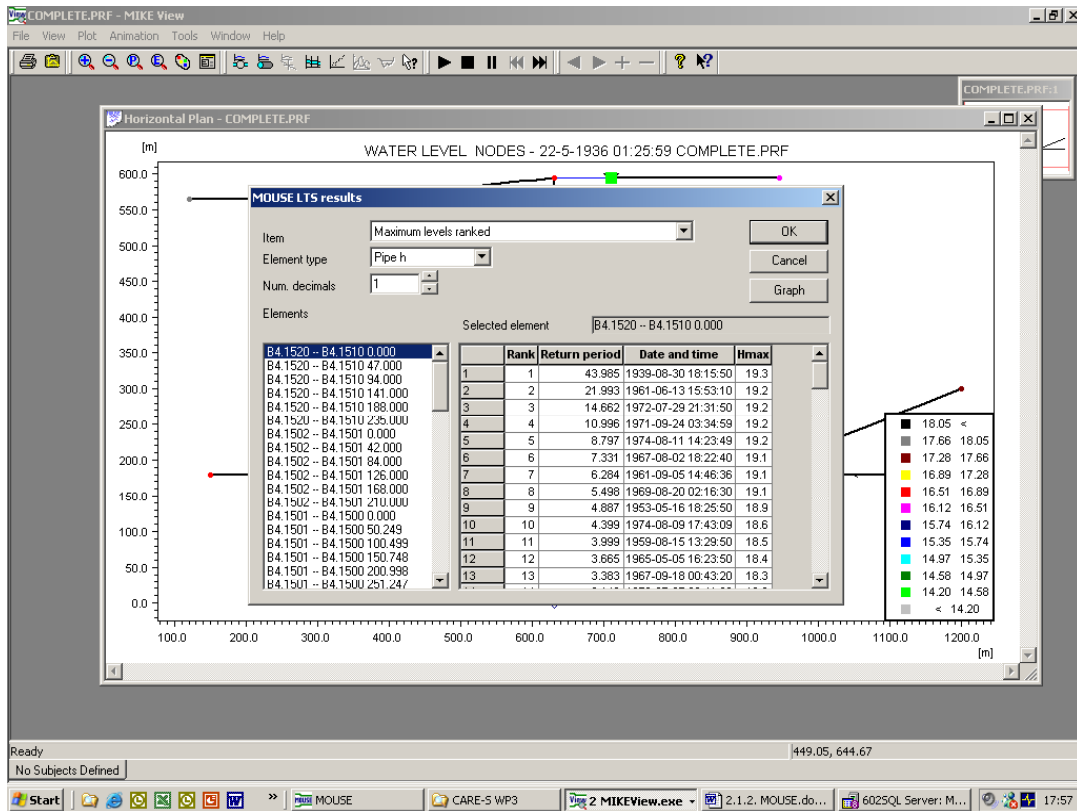 COMPLETE.PRF - MIKE View
File View Plot Animation Tools Window Help
COMPLETE.PRF:1
Horizontal Plan - COMPLETE.PRF
[m]
WATER LEVEL NODES - 22-5-1936 01:25:59 COMPLETE.PRF
600.0
550.0
500.0
450.0
400.0
350.0
300.0
250.0
200.0
150.0
100.0
50.0
0.0
100.0 200.0 300.0 400.0 500.0 600.0 700.0 800.0 900.0 1000.0 1100.0 1200.0
[m]
MOUSE LTS results
Item Maximum levels ranked OK
Element type Pipe h Cancel
Num. decimals 1 Graph
Elements
Selected element B4.1520 -- B4.1510 0.000
B4.1520 -- B4.1510 0.000
B4.1520 -- B4.1510 47.000
B4.1520 -- B4.1510 94.000
B4.1520 -- B4.1510 141.000
B4.1520 -- B4.1510 188.000
B4.1520 -- B4.1510 235.000
B4.1502 -- B4.1501 0.000
B4.1502 -- B4.1501 42.000
B4.1502 -- B4.1501 84.000
B4.1502 -- B4.1501 126.000
B4.1502 -- B4.1501 168.000
B4.1502 -- B4.1501 210.000
B4.1501 -- B4.1500 0.000
B4.1501 -- B4.1500 50.249
B4.1501 -- B4.1500 100.499
B4.1501 -- B4.1500 150.748
B4.1501 -- B4.1500 200.998
B4.1501 -- B4.1500 251.247
Rank Return period Date and time Hmax
1 1 43.985 1939-08-30 18:15:50 19.3
2 2 21.993 1961-06-13 15:53:10 19.2
3 3 14.662 1972-07-29 21:31:50 19.2
4 4 10.996 1971-09-24 03:34:59 19.2
5 5 8.797 1974-08-11 14:23:49 19.2
6 6 7.331 1967-08-02 18:22:40 19.1
7 7 6.284 1961-09-05 14:46:36 19.1
8 8 5.498 1969-08-20 02:16:30 19.1
9 9 4.887 1953-05-16 18:25:50 18.9
10 10 4.399 1974-08-09 17:43:09 18.6
11 11 3.999 1959-08-15 13:29:50 18.5
12 12 3.665 1965-05-05 16:23:50 18.4
13 13 3.383 1967-09-18 00:43:20 18.3
18.05 <
17.66 18.05
17.28 17.66
16.89 17.28
16.51 16.89
16.12 16.51
15.74 16.12
15.35 15.74
14.97 15.35
14.58 14.97
14.20 14.58
< 14.20
Ready 449.05, 644.67
No Subjects Defined
Start » MOUSE CARE-S WP3 2 MIKEView.exe 2.1.2. MOUSE.do... 602SQL Server: M... 17:57